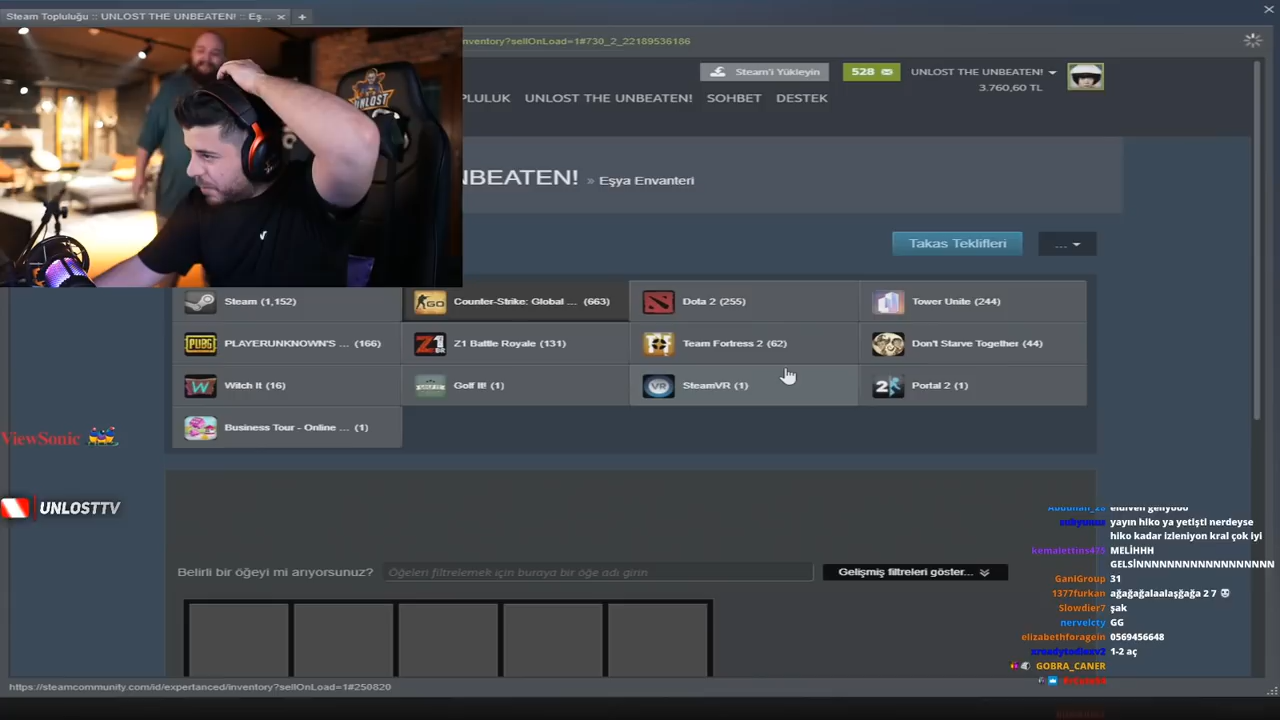 Steam Topluluğu :: UNLOST THE UNBEATEN! :: Eş...
nventory?sellOnLoad=1#730_2_22189536186
Steam'i Yükleyin
528
UNLOST THE UNBEATEN!
3.760,60 TL
PLULUK
UNLOST THE UNBEATEN!
SOHBET
DESTEK
UNLOST
NBEATEN! » Eşya Envanteri
Takas Teklifleri
...
Steam (1,152)
Counter-Strike: Global ... (663)
Dota 2 (255)
Tower Unite (244)
PLAYERUNKNOWN'S ... (166)
Z1 Battle Royale (131)
Team Fortress 2 (62)
Don't Starve Together (44)
Witch It (16)
Golf It! (1)
SteamVR (1)
Portal 2 (1)
Business Tour - Online ... (1)
ViewSonic
UNLOSTTV
Belirli bir öğeyi mi arıyorsunuz?
Öğeleri filtrelemek için buraya bir öğe adı girin
Gelişmiş filtreleri göster...
yayın hlko ya yetişti nerdeyse
hiko kadar izleniyon kral çok iyi
kemalettins475 MELİHHH
GELSİNNNNNNNNNNNNNNNNN
GaniGroup 31
1377furkan ağağağalaalaşğağa 2 7
Slowdier7 şak
nervelcty GG
elizabethforagein 0569456648
xreadytodiexv2 1-2 aç
GOBRA_CANER
https://steamcommunity.com/id/expertanced/inventory?sellOnLoad=1#250820